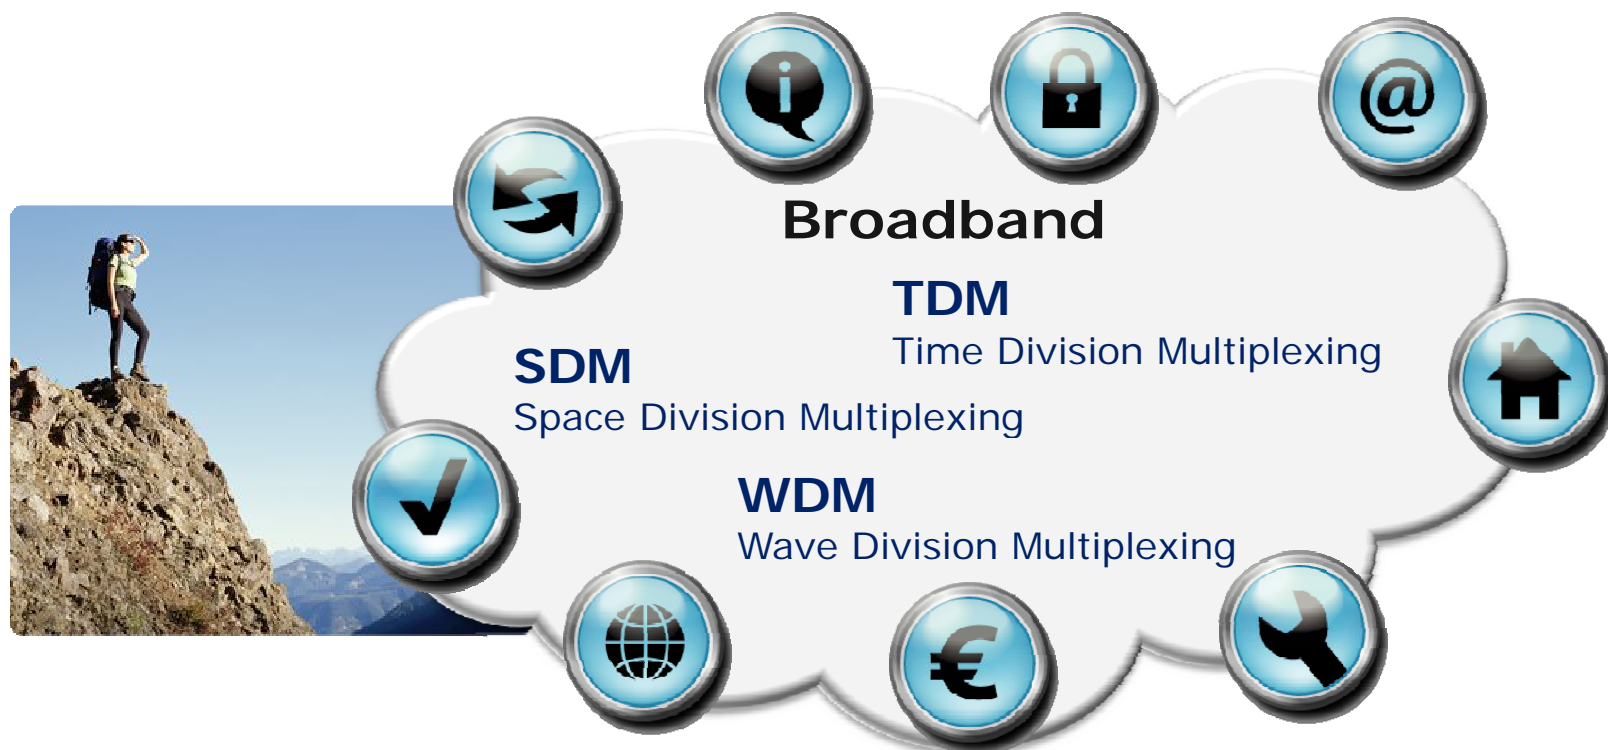 Broadband
TDM
Time Division Multiplexing
SDM
Space Division Multiplexing
WDM
Wave Division Multiplexing
i
@
€